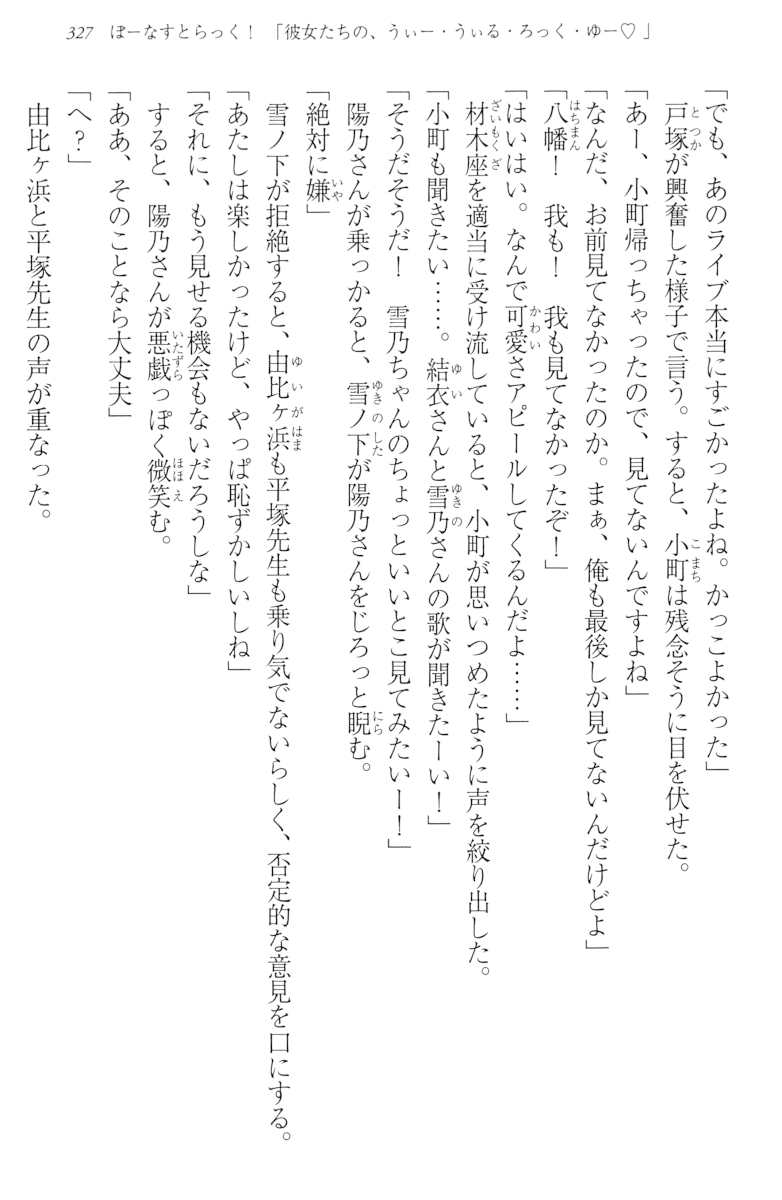 327 ぼーなすとらっく！ 「彼女たちの、うぃー・うぃる・ろっく・ゆー♡」
「でも、あのライブ本当にすごかったよね。かっこよかった」
戸塚が興奮した様子で言う。すると、小町は残念そうに目を伏せた。
「あー、小町帰っちゃったので、見てないんですよね」
「なんだ、お前見てなかったのか。まぁ、俺も最後しか見てないんだけどよ」
「八幡！　我も！　我も見てなかったぞ！」
「はいはい。なんで可愛さアピールしてくるんだよ……」
材木座を適当に受け流していると、小町が思いつめたように声を絞り出した。
「小町も聞きたい……。結衣さんと雪乃さんの歌が聞きたーい！」
「そうだそうだ！　雪乃ちゃんのちょっといいとこ見てみたいー！」
陽乃さんが乗っかると、雪ノ下が陽乃さんをじろっと睨む。
「絶対に嫌」
雪ノ下が拒絶すると、由比ヶ浜も平塚先生も乗り気でないらしく、否定的な意見を口にする。
「あたしは楽しかったけど、やっぱ恥ずかしいしね」
「それに、もう見せる機会もないだろうしな」
すると、陽乃さんが悪戯っぽく微笑む。
「ああ、そのことなら大丈夫」
「へ？」
由比ヶ浜と平塚先生の声が重なった。